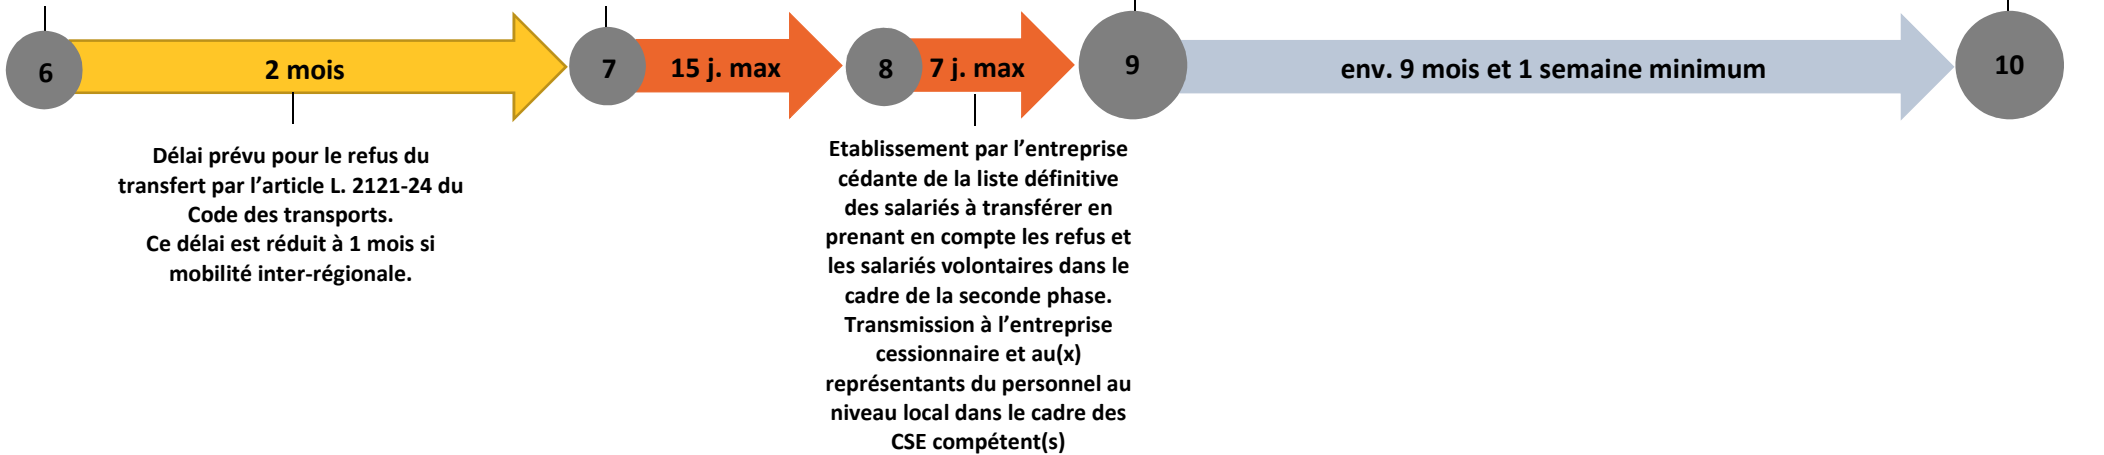 6
2 mois
7
15 j. max
8
7 j. max
9
env. 9 mois et 1 semaine minimum
10
Délai prévu pour le refus du
transfert par l’article L. 2121-24 du
Code des transports.
Ce délai est réduit à 1 mois si
mobilité inter-régionale.
Etablissement par l’entreprise
cédante de la liste définitive
des salariés à transférer en
prenant en compte les refus et
les salariés volontaires dans le
cadre de la seconde phase.
Transmission à l’entreprise
cessionnaire et au(x)
représentants du personnel au
niveau local dans le cadre des
CSE compétent(s)